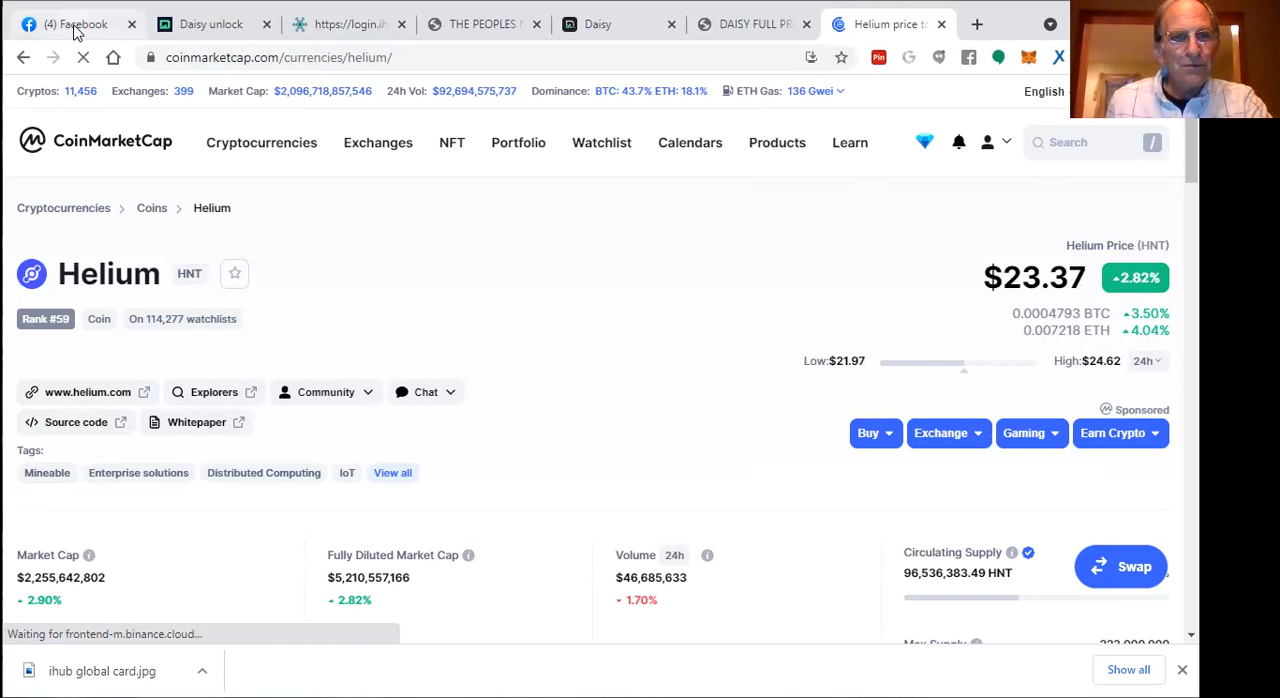 (4) Facebook
Daisy unlock
https://login.ih
THE PEOPLES
Daisy
DAISY FULL PR
Helium price to
coinmarketcap.com/currencies/helium/
Pin
Cryptos: 11,456 Exchanges: 399 Market Cap: $2,096,718,857,546 24h Vol: $92,694,575,737 Dominance: BTC: 43.7% ETH: 18.1% ETH Gas: 136 Gwei English
CoinMarketCap Cryptocurrencies Exchanges NFT Portfolio Watchlist Calendars Products Learn Search /
Cryptocurrencies Coins Helium
Helium Price (HNT)
Helium HNT
$23.37 2.82%
0.0004793 BTC 3.50%
0.007218 ETH 4.04%
Rank #59 Coin On 114,277 watchlists
Low:$21.97 High:$24.62 24h
www.helium.com Explorers Community Chat
Sponsored
Source code Whitepaper
Buy Exchange Gaming Earn Crypto
Tags:
Mineable Enterprise solutions Distributed Computing IoT View all
Market Cap Fully Diluted Market Cap Volume 24h Circulating Supply
$2,255,642,802 $5,210,557,166 $46,685,633 96,536,383.49 HNT
2.90% 2.82% 1.70%
Swap
Waiting for frontend-m.binance.cloud...
Max Supply 223,000,000
ihub global card.jpg
Show all